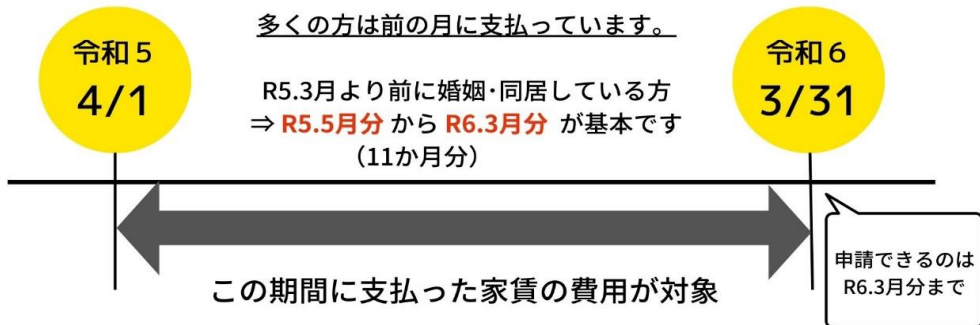 令和５
4/1
多くの方は前の月に支払っています。
R5.3月より前に婚姻･同居している方
⇒ R5.5月分 から R6.3月分 が基本です
（11か月分）
令和６
3/31
この期間に支払った家賃の費用が対象
申請できるのは
R6.3月分まで